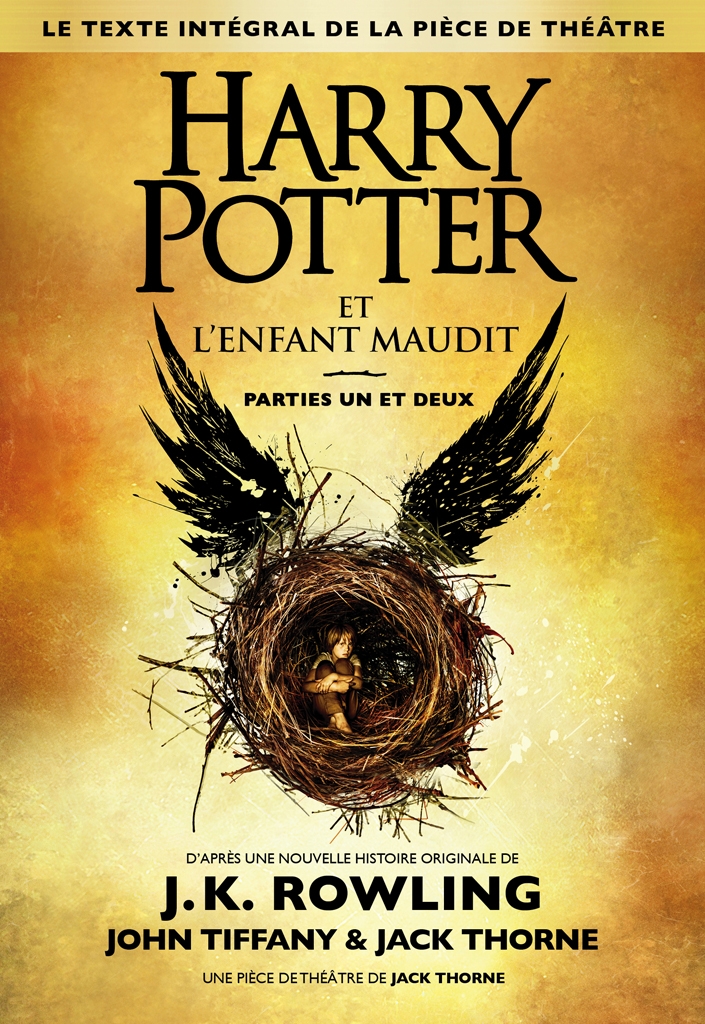 LE TEXTE INTÉGRAL DE LA PIÈCE DE THÉÂTRE
HARRY
POTTER
ET
L'ENFANT MAUDIT
PARTIES UN ET DEUX
D'APRÈS UNE NOUVELLE HISTOIRE ORIGINALE DE
J.K. ROWLING
JOHN TIFFANY & JACK THORNE
UNE PIÈCE DE THÉÂTRE DE JACK THORNE